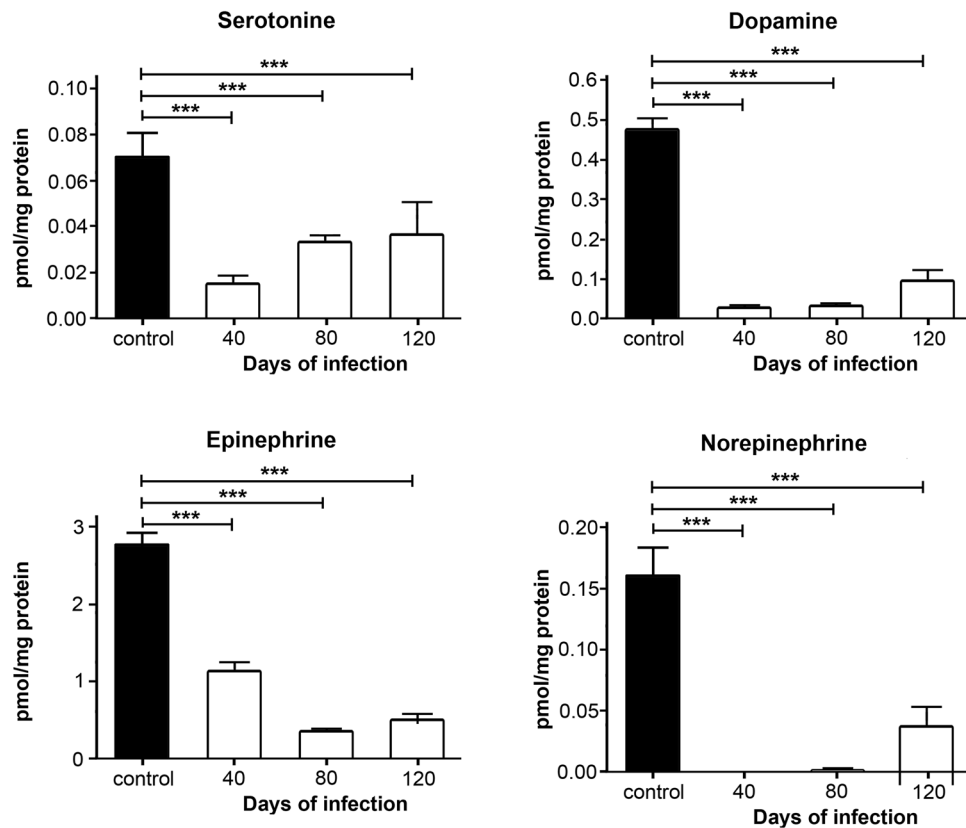 Serotonine
***
***
***
0.10
0.08
0.06
0.04
0.02
0.00
pmol/mg protein
control 40 80 120
Days of infection
Dopamine
***
***
***
0.6
0.5
0.4
0.3
0.2
0.1
0.0
pmol/mg protein
control 40 80 120
Days of infection
Epinephrine
***
***
***
3
2
1
0
pmol/mg protein
control 40 80 120
Days of infection
Norepinephrine
***
***
***
0.20
0.15
0.10
0.05
0.00
pmol/mg protein
control 40 80 120
Days of infection